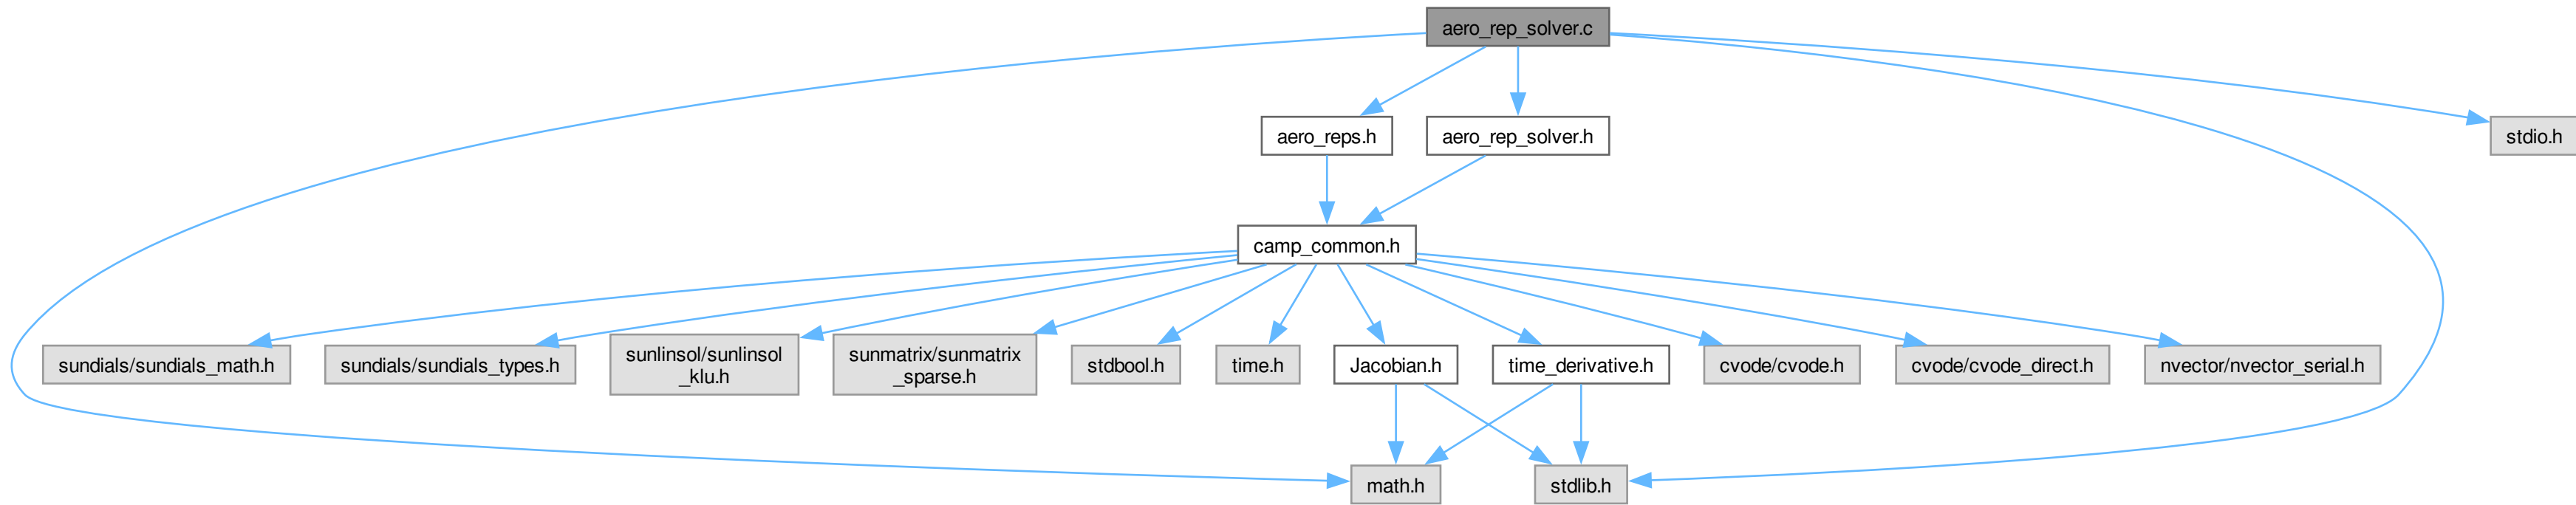 aero_rep_solver.c
aero_reps.h
aero_rep_solver.h
stdio.h
camp_common.h
sundials/sundials_math.h
sundials/sundials_types.h
sunlinsol/sunlinsol
_klu.h
sunmatrix/sunmatrix
_sparse.h
stdbool.h
time.h
Jacobian.h
time_derivative.h
cvode/cvode.h
cvode/cvode_direct.h
nvector/nvector_serial.h
math.h
stdlib.h